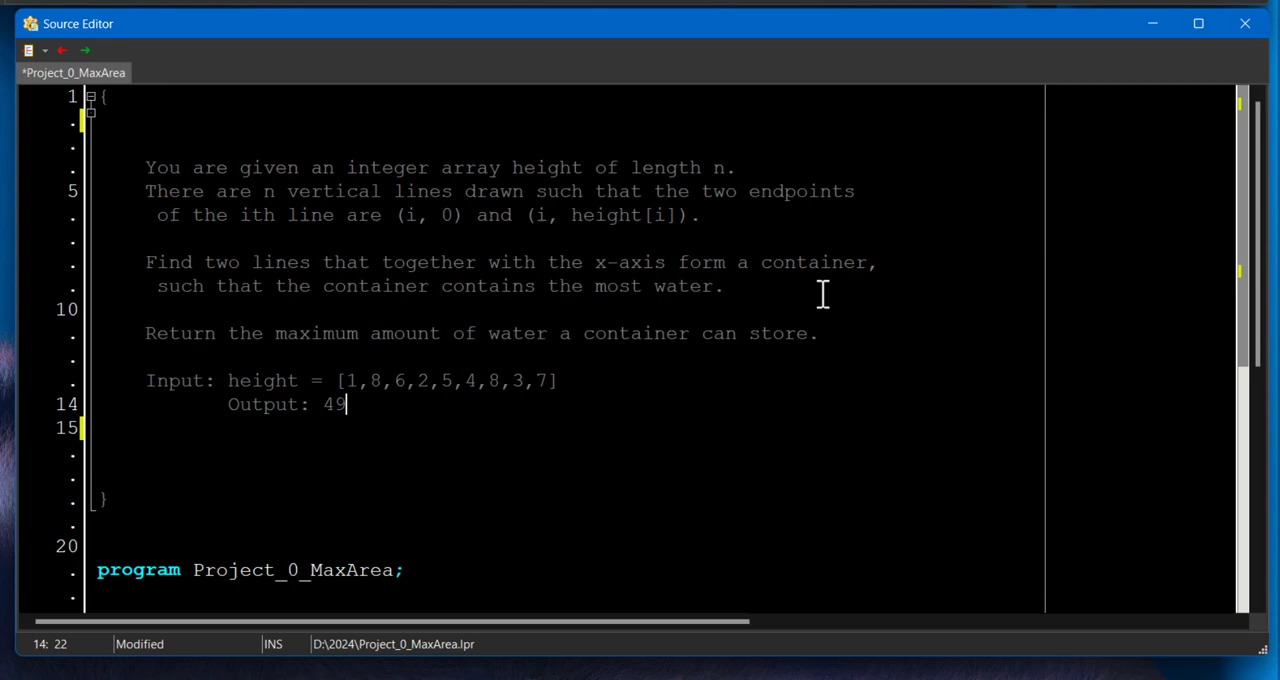 Source Editor
*Project_0_MaxArea
1 {
.
.
. You are given an integer array height of length n.
5 There are n vertical lines drawn such that the two endpoints
. of the ith line are (i, 0) and (i, height[i]).
.
. Find two lines that together with the x-axis form a container,
. such that the container contains the most water.
10
. Return the maximum amount of water a container can store.
.
. Input: height = [1,8,6,2,5,4,8,3,7]
14 Output: 49
15
.
.
. }
.
20
. program Project_0_MaxArea;
.
14: 22 Modified INS D:\2024\Project_0_MaxArea.lpr